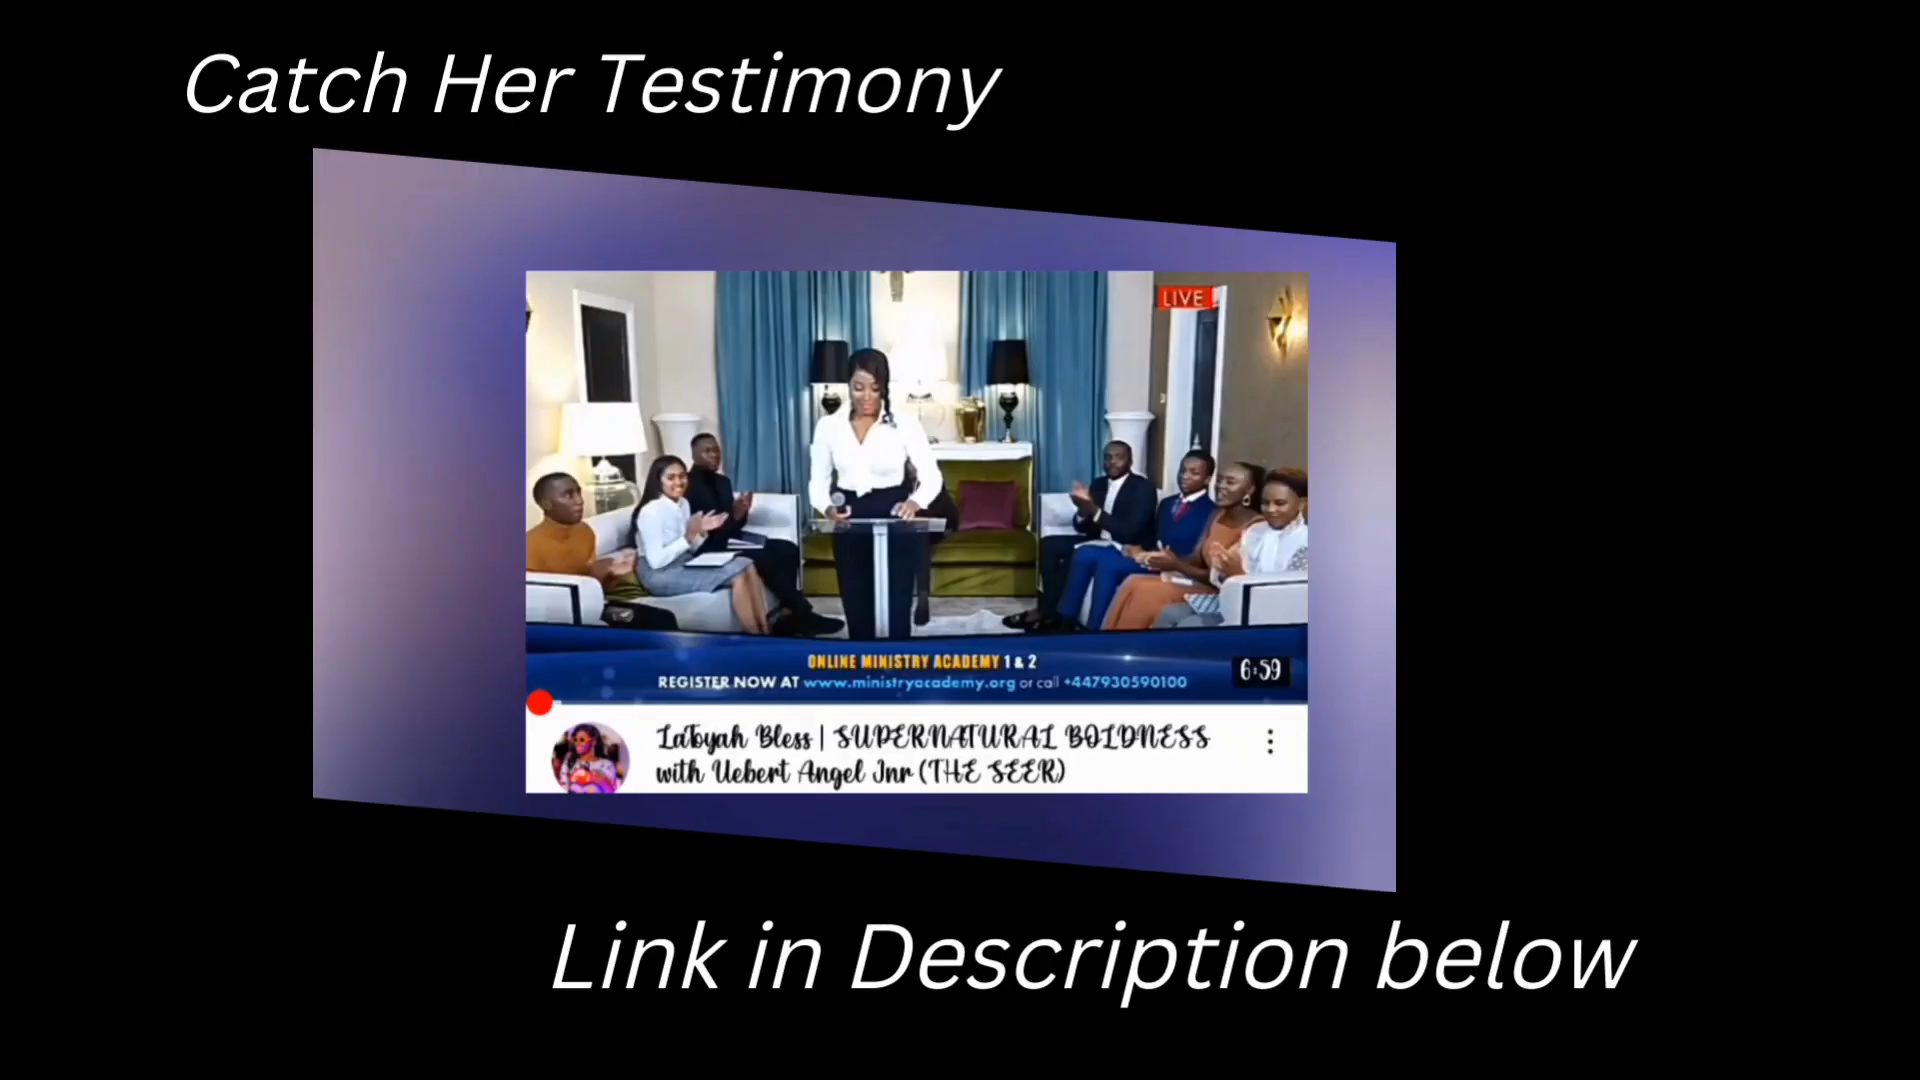 Catch Her Testimony
LIVE
ONLINE MINISTRY ACADEMY 1 & 2
REGISTER NOW AT www.ministryacademy.org or call +447930590100
6:59
LaToyah Bless | SUPERNATURAL BOLDNESS
with Uebert Angel Jnr (THE SEER)
Link in Description below